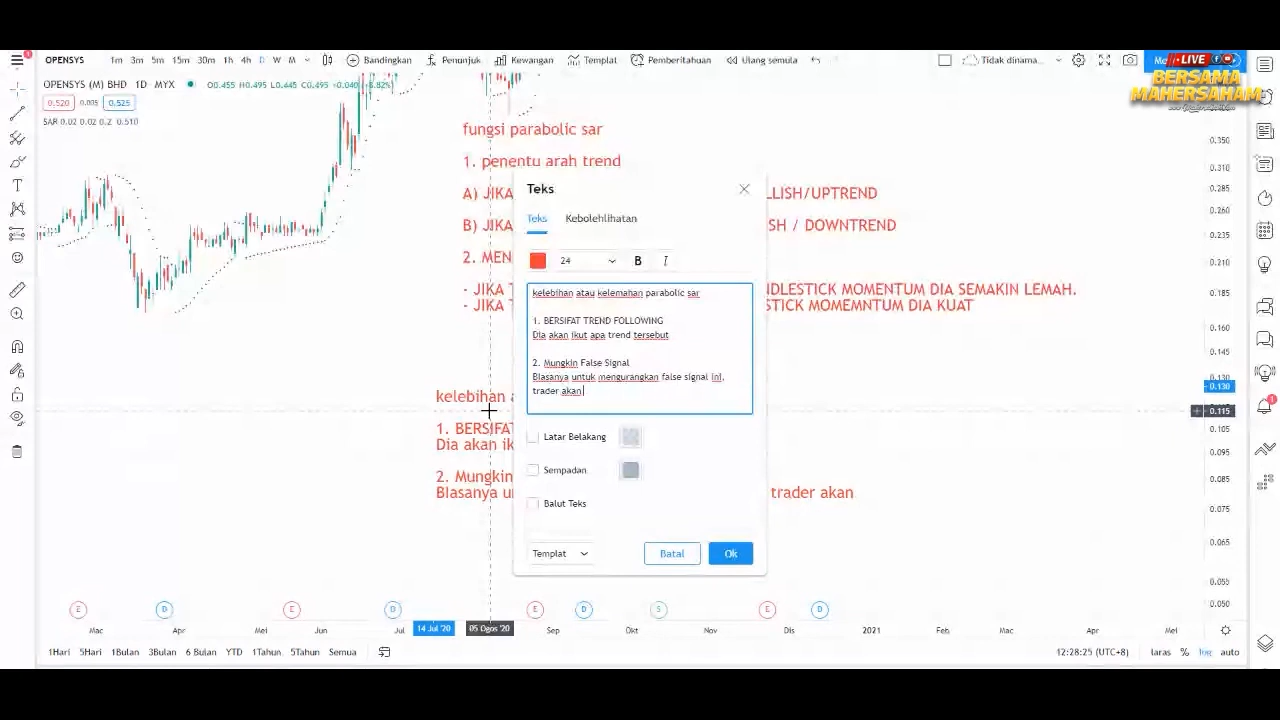 OPENSYS
1m 3m 5m 15m 30m 1h 4h D W M Bandingkan Penunjuk Kewangan Templat Pemberitahuan Ulang semula Tidak dinama...
LIVE
BERSAMA
MAHERSAHAM
OPENSYS (M) BHD 1D MYX O0.455 H0.495 L0.445 C0.495
0.520 0.005 0.525
SAR 0.02 0.02 0.2 0.510
fungsi parabolic sar
1. penentu arah trend
A) JIKA LLISH/UPTREND
B) JIKA SH / DOWNTREND
2. MEN
- JIKA T NDLESTICK MOMENTUM DIA SEMAKIN LEMAH.
- JIKA T STICK MOMEMNTUM DIA KUAT
kelebihan a
1. BERSIFAT
Dia akan ik
2. Mungkin
BIasanya un trader akan
Teks
Teks Kebolehlihatan
24 B I
kelebihan atau kelemahan parabolic sar
1. BERSIFAT TREND FOLLOWING
Dia akan ikut apa trend tersebut
2. Mungkin False Signal
BIasanya untuk mengurangkan false signal ini,
trader akan
Latar Belakang
Sempadan
Balut Teks
Templat Batal Ok
0.350
0.310
0.285
0.260
0.235
0.210
0.185
0.160
0.145
0.130
0.130
0.115
0.105
0.095
0.085
0.075
0.065
0.055
0.050
E D E D E D S E D
Mac Apr Mei Jun Jul 14 Jul '20 05 Ogos '20 Sep Okt Nov Dis 2021 Feb Mac Apr Mei
1Hari 5Hari 1Bulan 3Bulan 6 Bulan YTD 1Tahun 5Tahun Semua 12:28:25 (UTC+8) laras % log auto